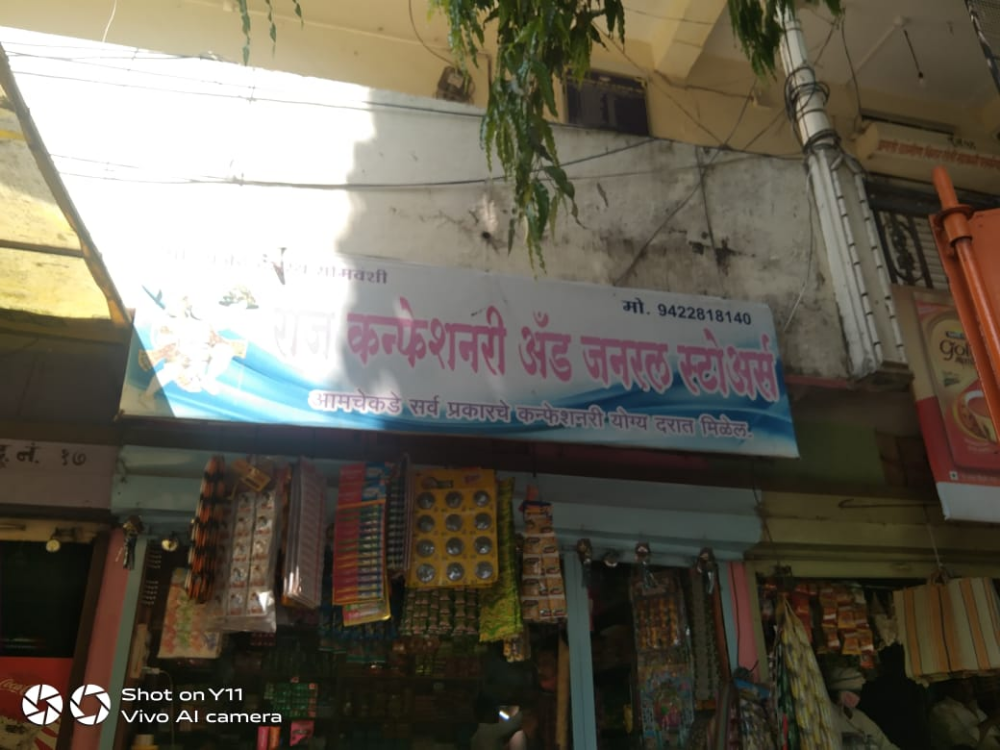 मो. 9422818140
राज कन्फेशनरी अँड जनरल स्टोअर्स
आमचेकडे सर्व प्रकारचे कन्फेशनरी योग्य दरात मिळेल.
नं. १७
Shot on Y11
Vivo AI camera